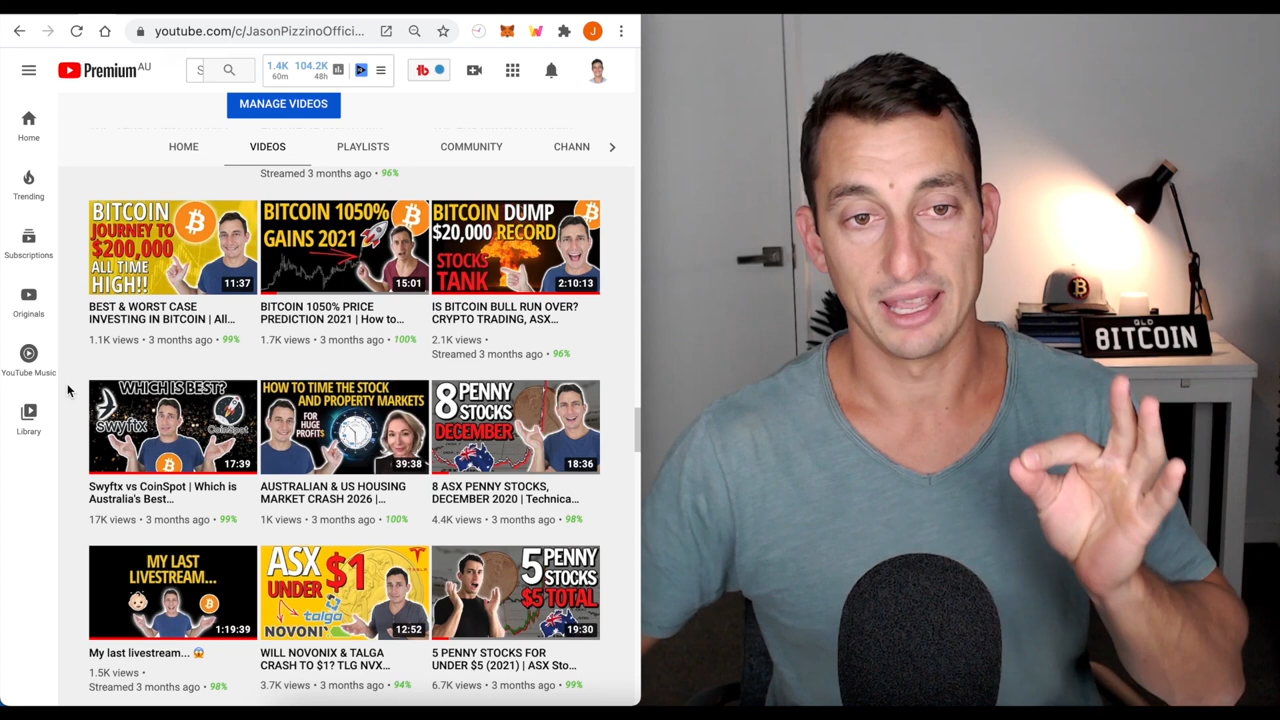 youtube.com/c/JasonPizzinoOffici...
J
Premium AU
S
1.4K 104.2K
60m 48h
tb
MANAGE VIDEOS
Home
Trending
Subscriptions
Originals
YouTube Music
Library
HOME VIDEOS PLAYLISTS COMMUNITY CHANN
Streamed 3 months ago • 96%
BITCOIN
JOURNEY TO
$200,000
ALL TIME
HIGH!!
11:37
BEST & WORST CASE
INVESTING IN BITCOIN | All...
1.1K views • 3 months ago • 99%
BITCOIN 1050%
GAINS 2021
15:01
BITCOIN 1050% PRICE
PREDICTION 2021 | How to...
1.7K views • 3 months ago • 100%
BITCOIN DUMP
$20,000 RECORD
STOCKS
TANK
2:10:13
IS BITCOIN BULL RUN OVER?
CRYPTO TRADING, ASX...
2.1K views •
Streamed 3 months ago • 96%
WHICH IS BEST?
swyftx
CoinSpot
17:39
Swyftx vs CoinSpot | Which is
Australia's Best...
17K views • 3 months ago • 99%
HOW TO TIME THE STOCK
AND PROPERTY MARKETS
FOR
HUGE
PROFITS
39:38
AUSTRALIAN & US HOUSING
MARKET CRASH 2026 |...
1K views • 3 months ago • 100%
8 PENNY
STOCKS
DECEMBER
18:36
8 ASX PENNY STOCKS,
DECEMBER 2020 | Technica...
4.4K views • 3 months ago • 98%
MY LAST
LIVESTREAM...
1:19:39
My last livestream... 😱
1.5K views •
Streamed 3 months ago • 98%
ASX
UNDER $1
talga
NOVONIX
12:52
WILL NOVONIX & TALGA
CRASH TO $1? TLG NVX...
3.7K views • 3 months ago • 94%
5 PENNY
STOCKS
$5 TOTAL
19:30
5 PENNY STOCKS FOR
UNDER $5 (2021) | ASX Sto...
6.7K views • 3 months ago • 99%
QLD
8ITCOIN